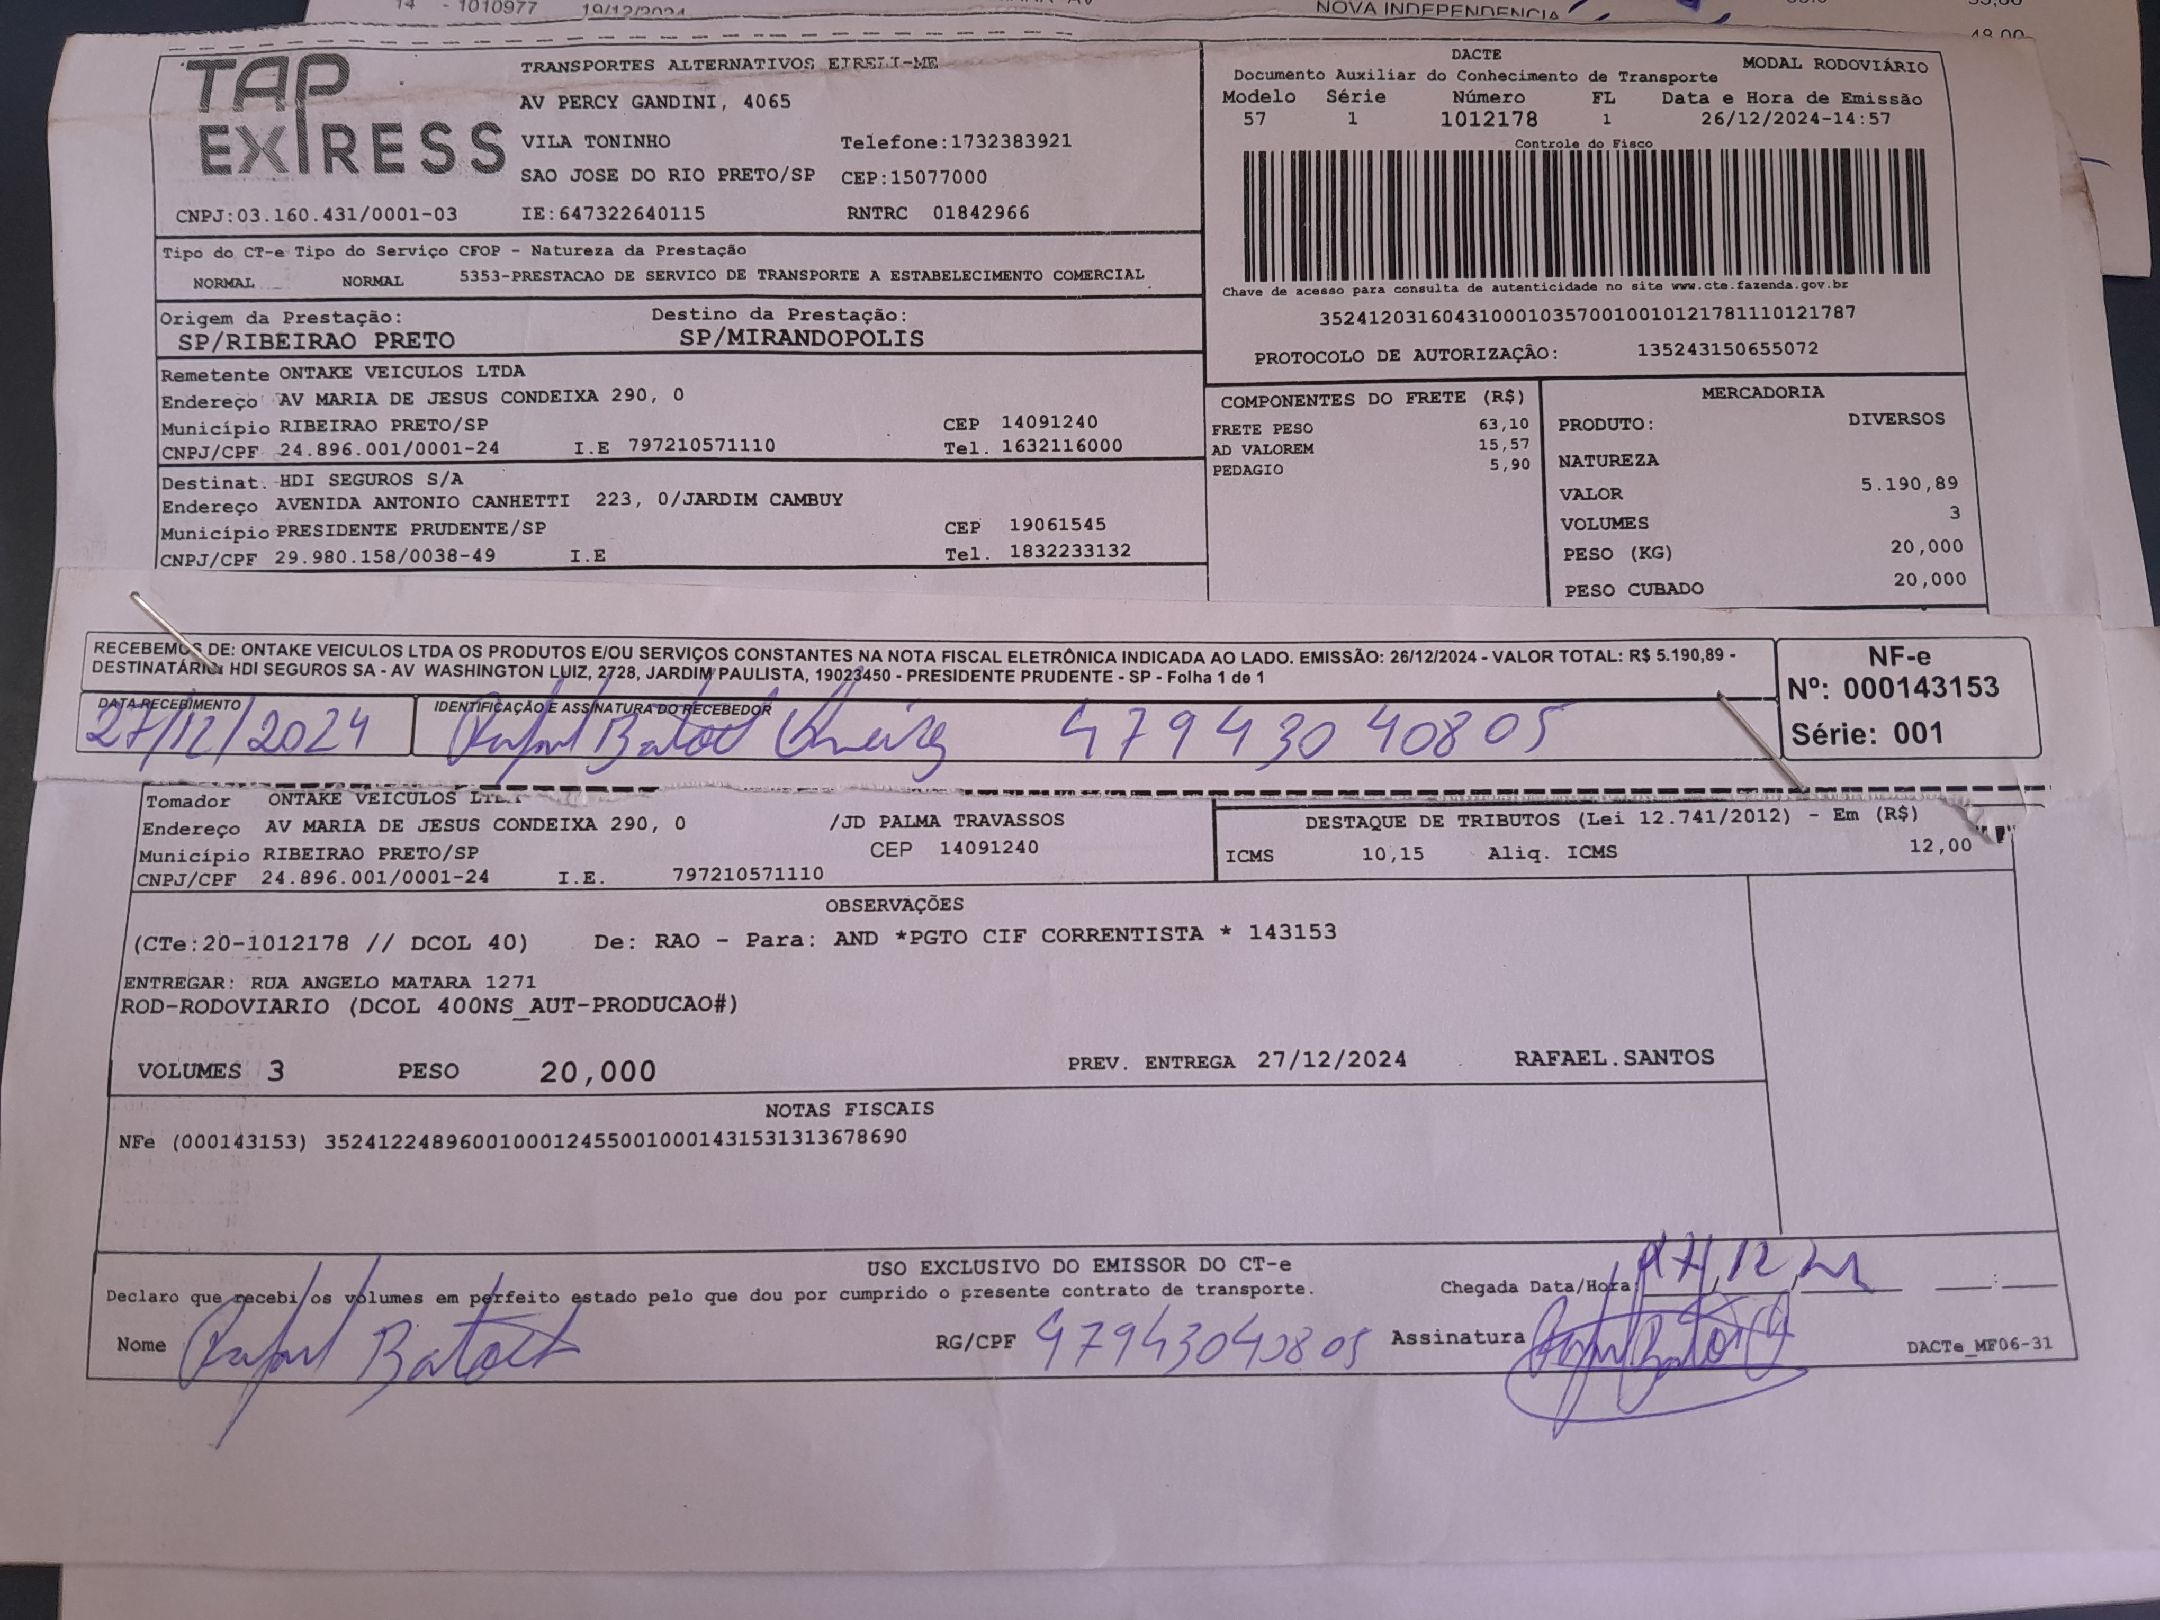 14 - 1010977 19/12/2024
NOVA INDEPENDENCIA
TAP EXPRESS
TRANSPORTES ALTERNATIVOS EIRELI-ME
AV PERCY GANDINI, 4065
VILA TONINHO Telefone:1732383921
SAO JOSE DO RIO PRETO/SP CEP:15077000
CNPJ:03.160.431/0001-03 IE:647322640115 RNTRC 01842966
DACTE
Documento Auxiliar do Conhecimento de Transporte MODAL RODOVIÁRIO
Modelo Série Número FL Data e Hora de Emissão
57 1 1012178 1 26/12/2024-14:57
Controle do Fisco
Chave de acesso para consulta de autenticidade no site www.cte.fazenda.gov.br
35241203160431000103570010010121781110121787
PROTOCOLO DE AUTORIZAÇÃO: 135243150655072
Tipo do CT-e Tipo do Serviço CFOP - Natureza da Prestação
NORMAL NORMAL 5353-PRESTACAO DE SERVICO DE TRANSPORTE A ESTABELECIMENTO COMERCIAL
Origem da Prestação: Destino da Prestação:
SP/RIBEIRAO PRETO SP/MIRANDOPOLIS
Remetente ONTAKE VEICULOS LTDA
Endereço AV MARIA DE JESUS CONDEIXA 290, 0
Município RIBEIRAO PRETO/SP CEP 14091240
CNPJ/CPF 24.896.001/0001-24 I.E 797210571110 Tel. 1632116000
Destinat. HDI SEGUROS S/A
Endereço AVENIDA ANTONIO CANHETTI 223, 0/JARDIM CAMBUY
Município PRESIDENTE PRUDENTE/SP CEP 19061545
CNPJ/CPF 29.980.158/0038-49 I.E Tel. 1832233132
COMPONENTES DO FRETE (R$)
FRETE PESO 63,10
AD VALOREM 15,57
PEDAGIO 5,90
MERCADORIA
PRODUTO: DIVERSOS
NATUREZA
VALOR 5.190,89
VOLUMES 3
PESO (KG) 20,000
PESO CUBADO 20,000
RECEBEMOS DE: ONTAKE VEICULOS LTDA OS PRODUTOS E/OU SERVIÇOS CONSTANTES NA NOTA FISCAL ELETRÔNICA INDICADA AO LADO. EMISSÃO: 26/12/2024 - VALOR TOTAL: R$ 5.190,89 -
DESTINATÁRIO: HDI SEGUROS SA - AV WASHINGTON LUIZ, 2728, JARDIM PAULISTA, 19023450 - PRESIDENTE PRUDENTE - SP - Folha 1 de 1
DATA RECEBIMENTO IDENTIFICAÇÃO E ASSINATURA DO RECEBEDOR
27/12/2024 47943040805
NF-e
Nº: 000143153
Série: 001
Tomador ONTAKE VEICULOS
Endereço AV MARIA DE JESUS CONDEIXA 290, 0 /JD PALMA TRAVASSOS
Município RIBEIRAO PRETO/SP CEP 14091240
CNPJ/CPF 24.896.001/0001-24 I.E. 797210571110
DESTAQUE DE TRIBUTOS (Lei 12.741/2012) - Em (R$)
ICMS 10,15 Aliq. ICMS 12,00
OBSERVAÇÕES
(CTe:20-1012178 // DCOL 40) De: RAO - Para: AND *PGTO CIF CORRENTISTA * 143153
ENTREGAR: RUA ANGELO MATARA 1271
ROD-RODOVIARIO (DCOL 400NS_AUT-PRODUCAO#)
VOLUMES 3 PESO 20,000 PREV. ENTREGA 27/12/2024 RAFAEL.SANTOS
NOTAS FISCAIS
NFe (000143153) 35241224896001000124550010001431531313678690
USO EXCLUSIVO DO EMISSOR DO CT-e
Declaro que recebi os volumes em perfeito estado pelo que dou por cumprido o presente contrato de transporte. Chegada Data/Hora:
Nome RG/CPF 47943040805 Assinatura
DACTe_MF06-31